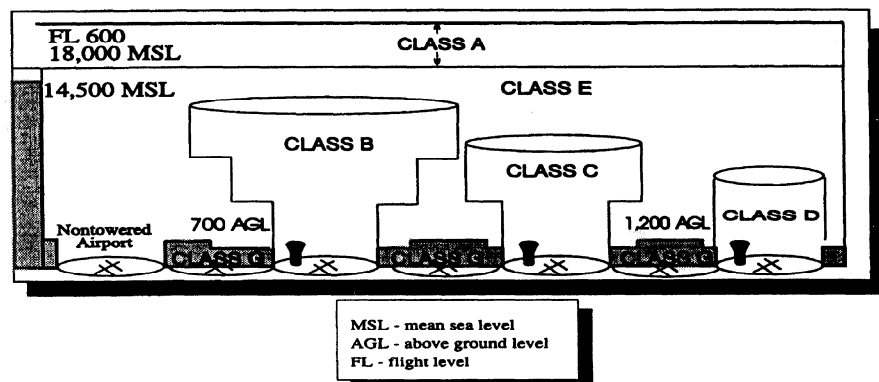 FL 600
18,000 MSL
CLASS A
14,500 MSL
CLASS E
CLASS B
CLASS C
Nontowered
Airport
700 AGL
1,200 AGL
CLASS D
CLASS G
CLASS G
CLASS G
MSL - mean sea level
AGL - above ground level
FL - flight level